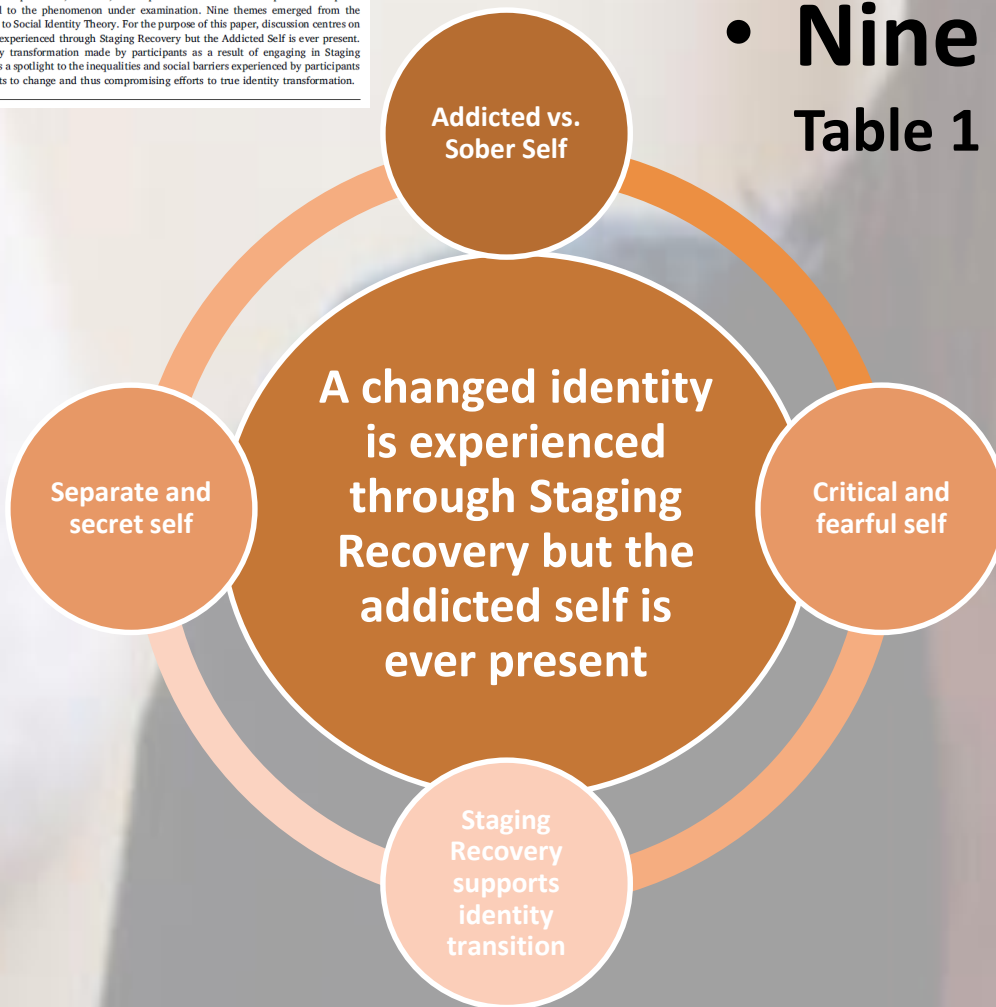 d to the phenomenon under examination. Nine themes emerged from the
to Social Identity Theory. For the purpose of this paper, discussion centres on
experienced through Staging Recovery but the Addicted Self is ever present.
y transformation made by participants as a result of engaging in Staging
s a spotlight to the inequalities and social barriers experienced by participants
ts to change and thus compromising efforts to true identity transformation.
• Nine
Table 1
Addicted vs.
Sober Self
A changed identity
is experienced
through Staging
Recovery but the
addicted self is
ever present
Separate and
secret self
Critical and
fearful self
Staging
Recovery
supports
identity
transition